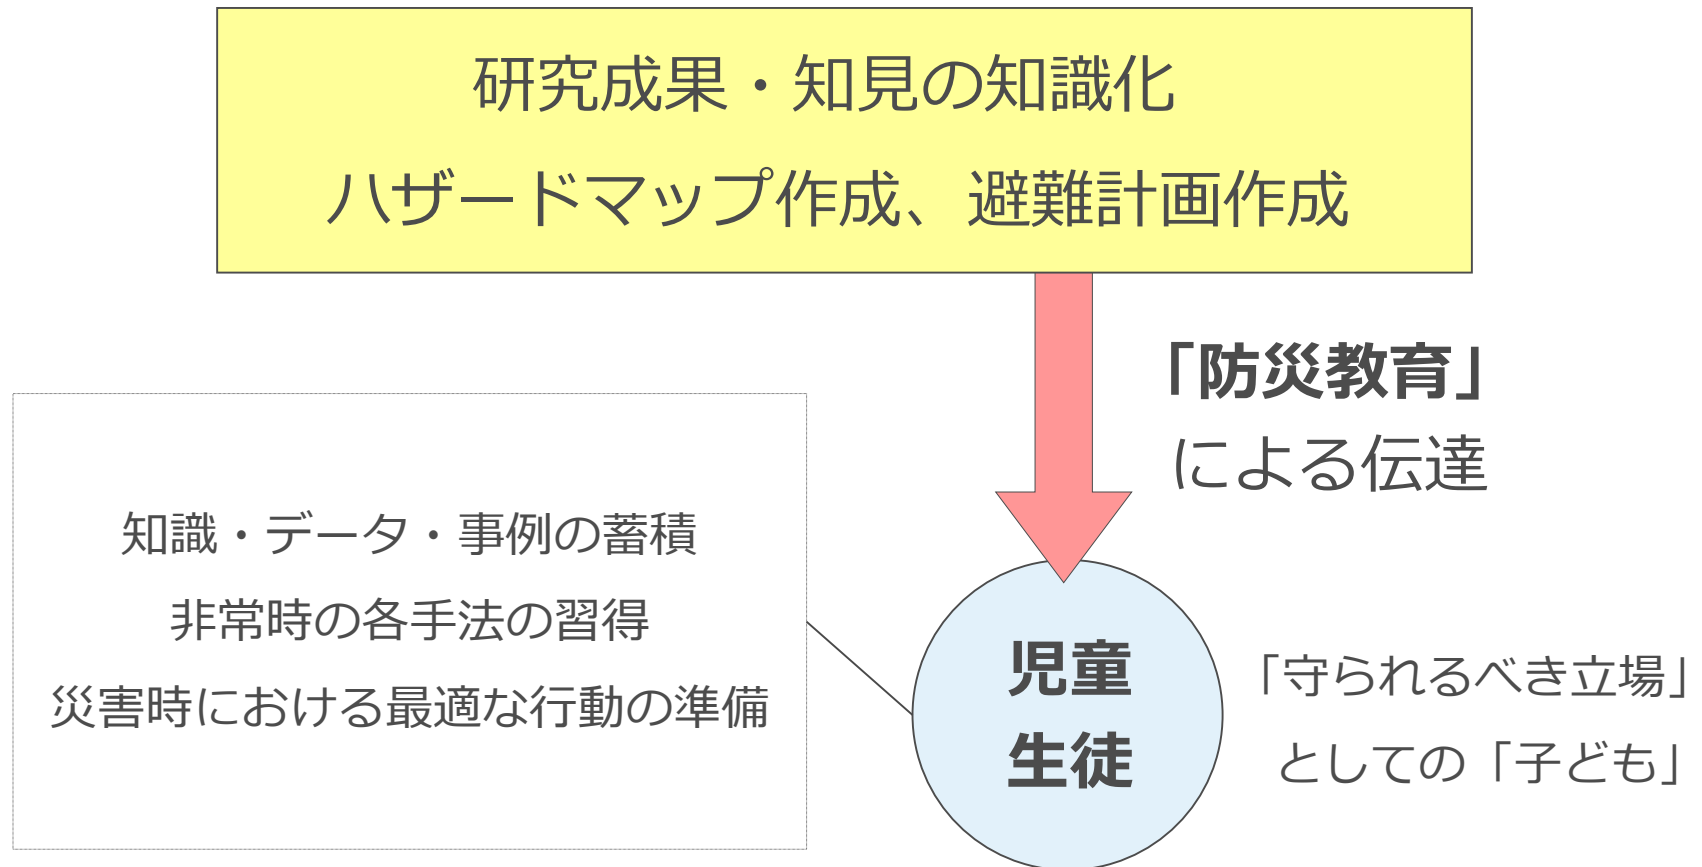 研究成果・知見の知識化
ハザードマップ作成、避難計画作成
「防災教育」
による伝達
知識・データ・事例の蓄積
非常時の各手法の習得
災害時における最適な行動の準備
児童
生徒
「守られるべき立場」
としての「子ども」